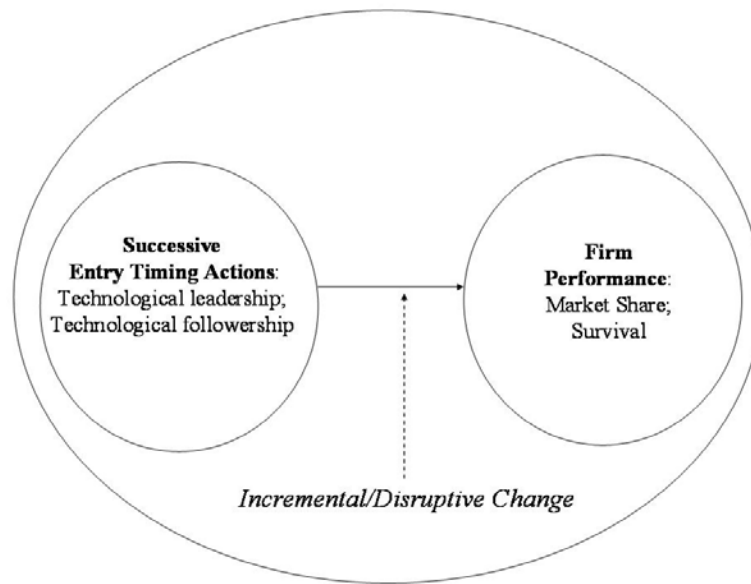 Successive
Entry Timing Actions:
Technological leadership;
Technological followership
Firm
Performance:
Market Share;
Survival
Incremental/Disruptive Change